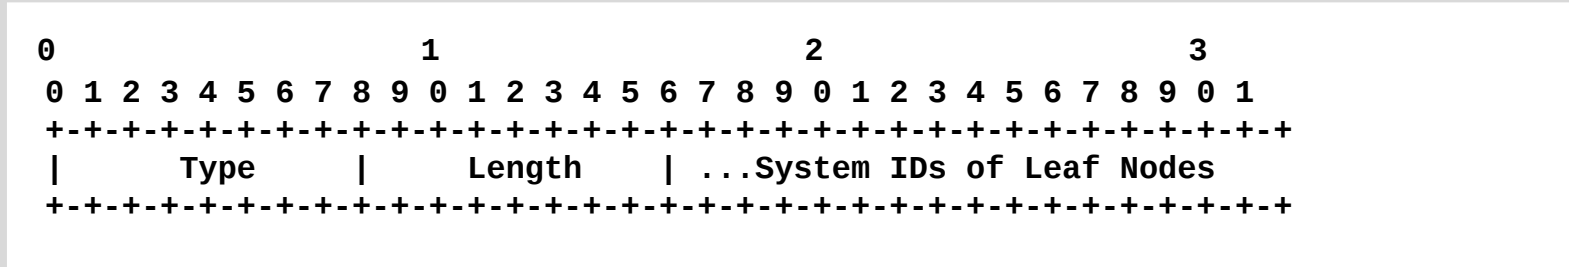 0                   1                   2                   3
 0 1 2 3 4 5 6 7 8 9 0 1 2 3 4 5 6 7 8 9 0 1 2 3 4 5 6 7 8 9 0 1
 +-+-+-+-+-+-+-+-+-+-+-+-+-+-+-+-+-+-+-+-+-+-+-+-+-+-+-+-+-+-+-+-+
 |      Type     |     Length    | ...System IDs of Leaf Nodes
 +-+-+-+-+-+-+-+-+-+-+-+-+-+-+-+-+-+-+-+-+-+-+-+-+-+-+-+-+-+-+-+-+